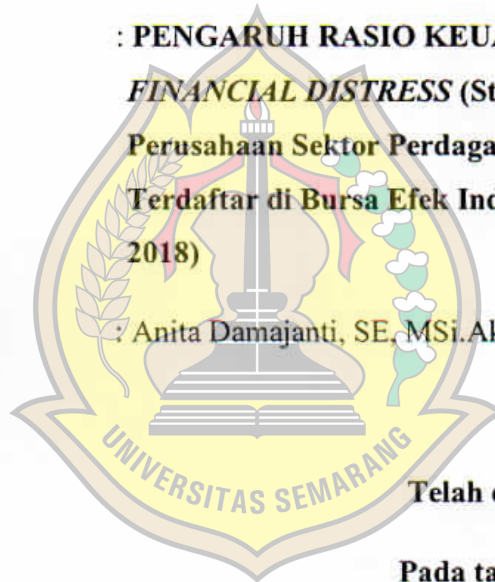 : PENGARUH RASIO KEUA
FINANCIAL DISTRESS (St
Perusahaan Sektor Perdaga
Terdaftar di Bursa Efek Ind
2018)
: Anita Damajanti, SE, MSi.Ak
UNIVERSITAS SEMARANG
Telah
Pada ta